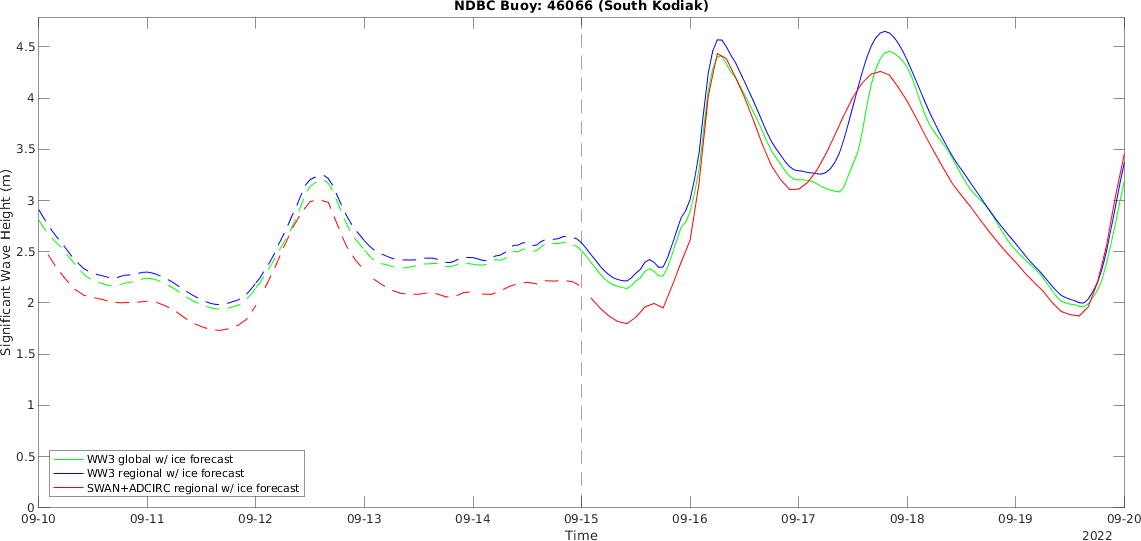 NDBC Buoy: 46066 (South Kodiak)
4.5
4
3.5
3
2.5
2
1.5
1
0.5
0
Significant Wave Height (m)
WW3 global w/ ice forecast
WW3 regional w/ ice forecast
SWAN+ADCIRC regional w/ ice forecast
09-10 09-11 09-12 09-13 09-14 09-15 09-16 09-17 09-18 09-19 09-20
Time
2022